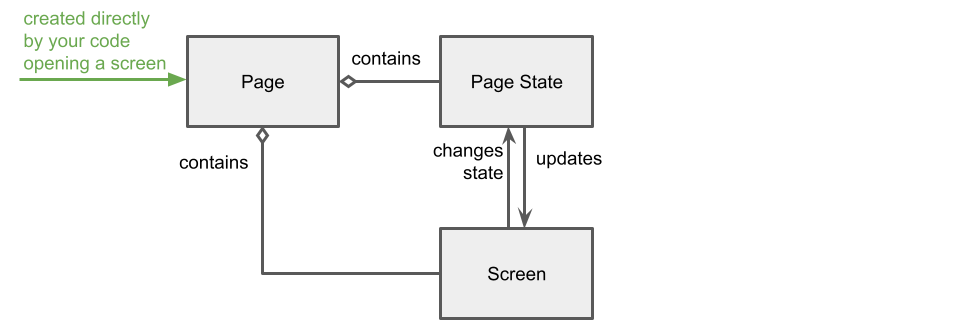 created directly
by your code
opening a screen
Page
contains
Page State
contains
changes
state
updates
Screen